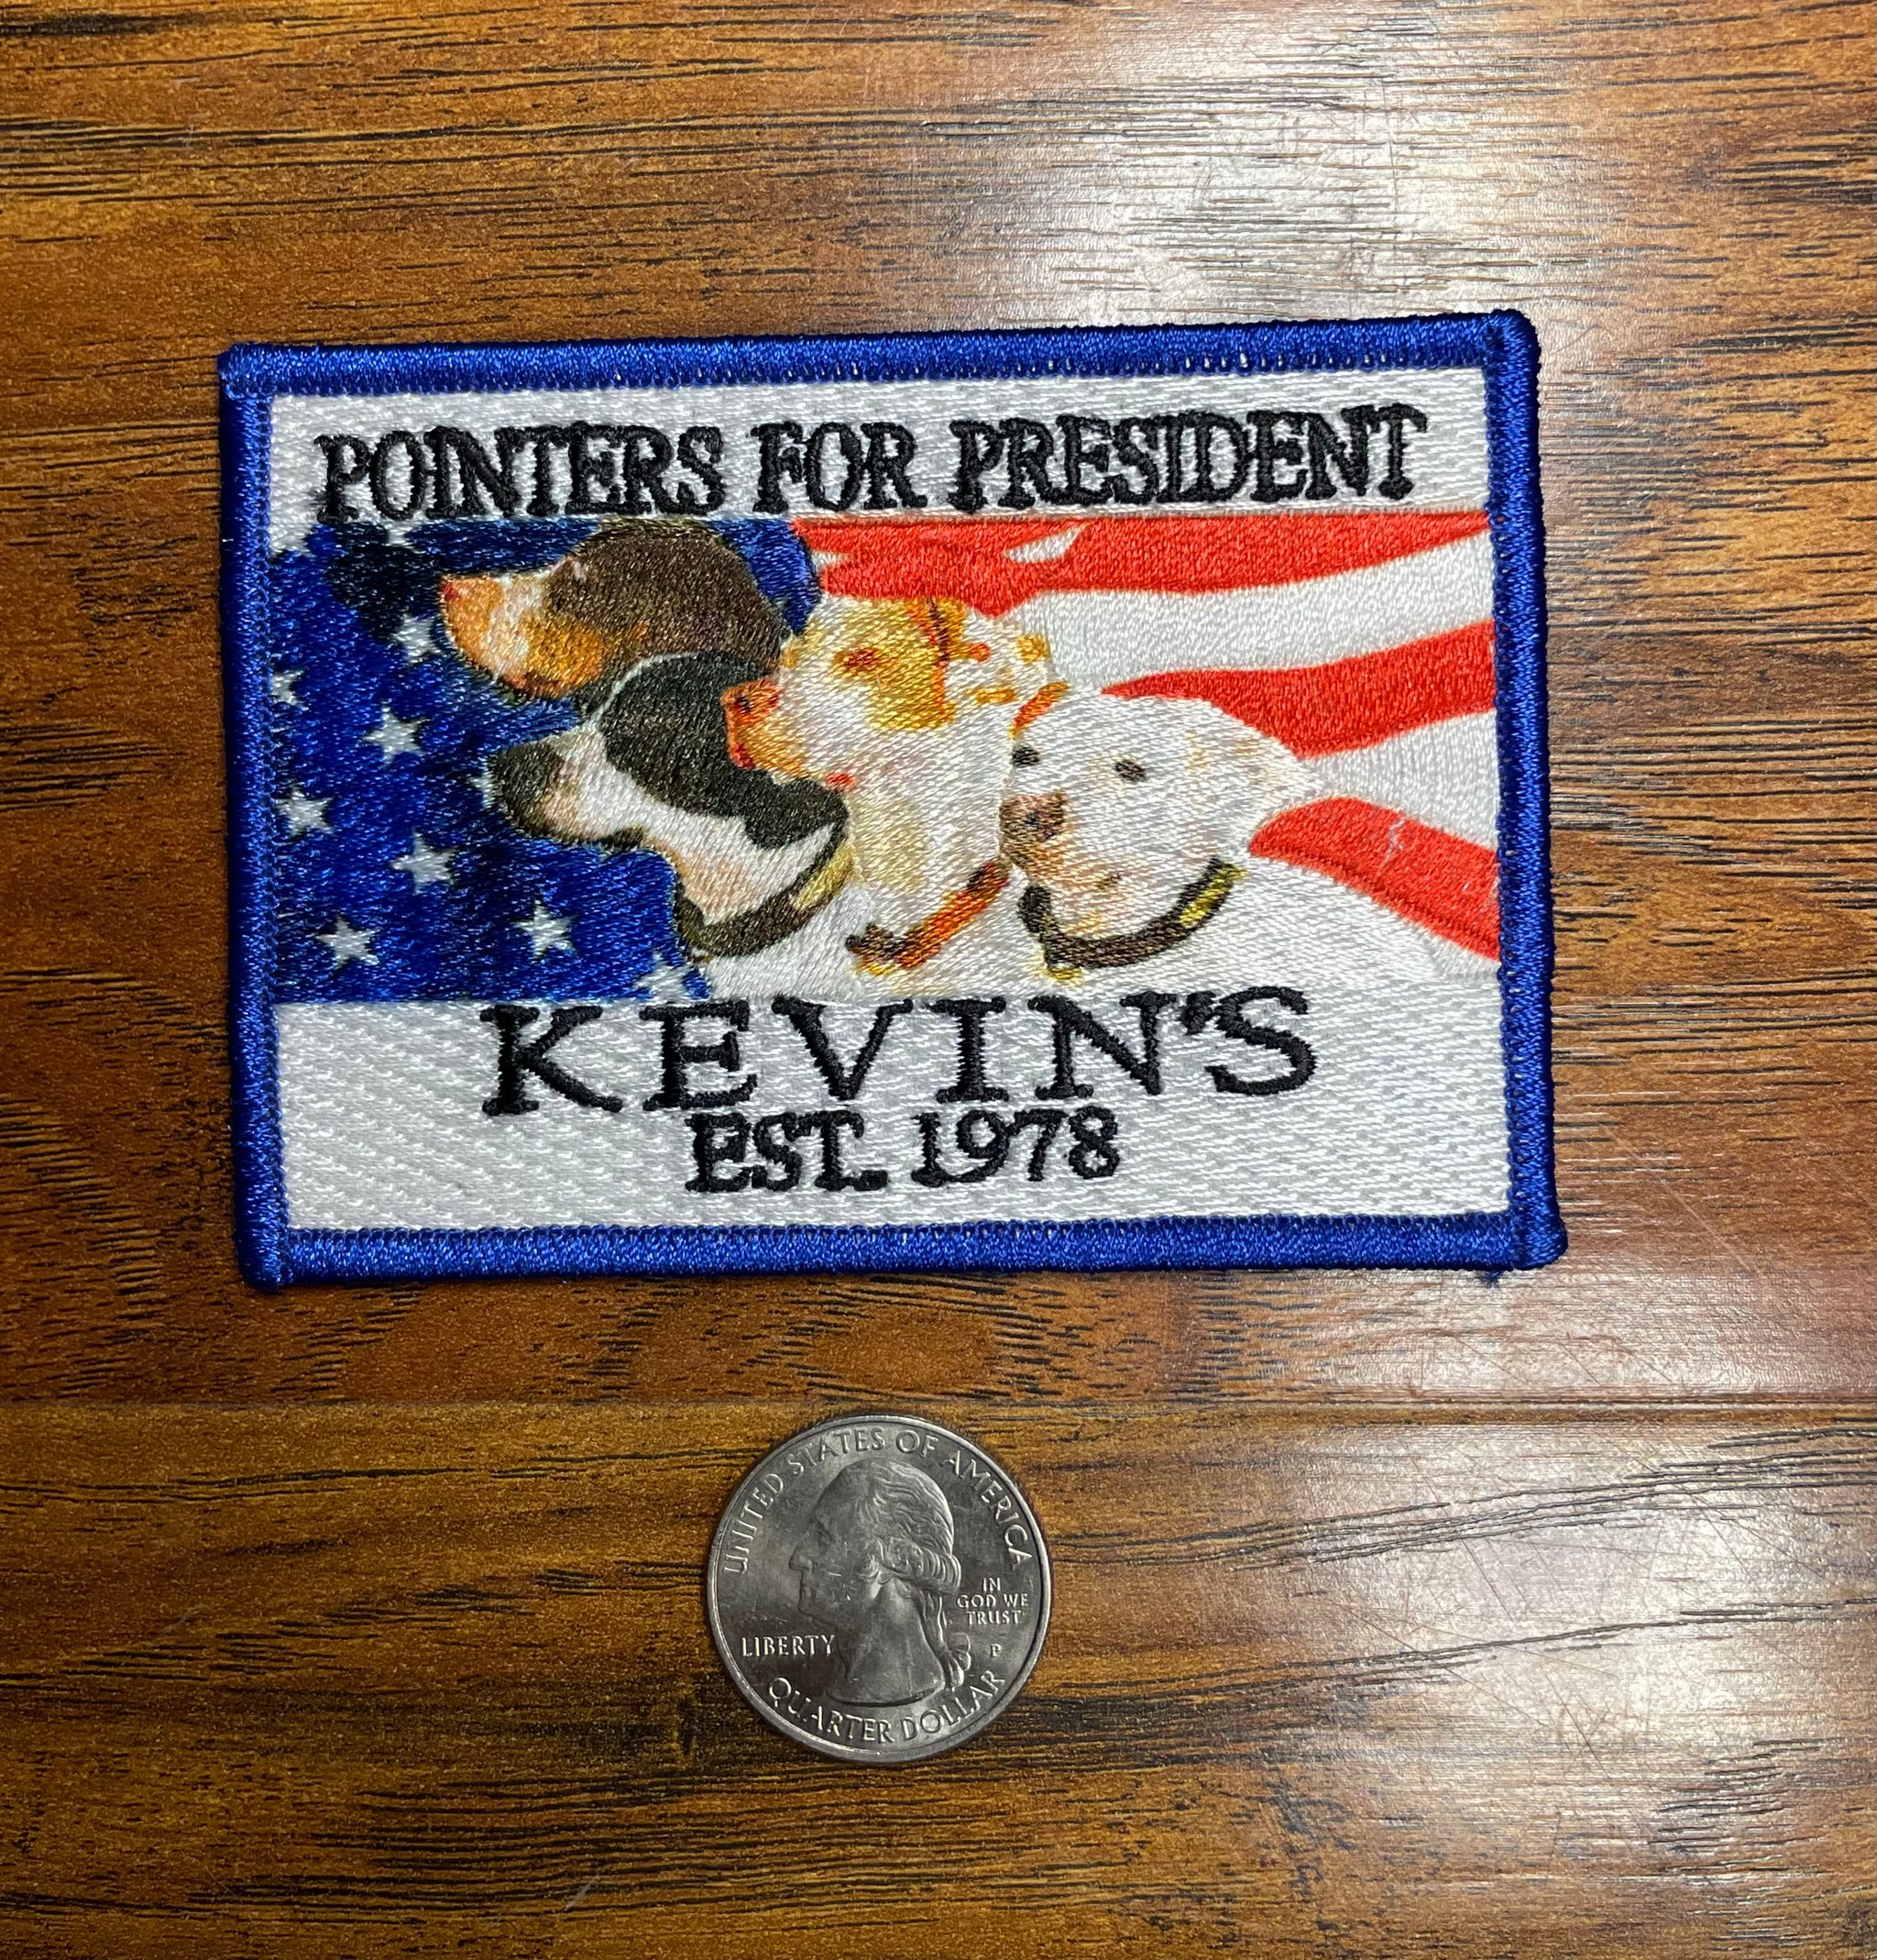 POINTERS FOR PRESIDENT
KEVIN'S
EST. 1978
UNITED STATES OF AMERICA
IN
GOD WE
TRUST
LIBERTY
P
QUARTER DOLLAR